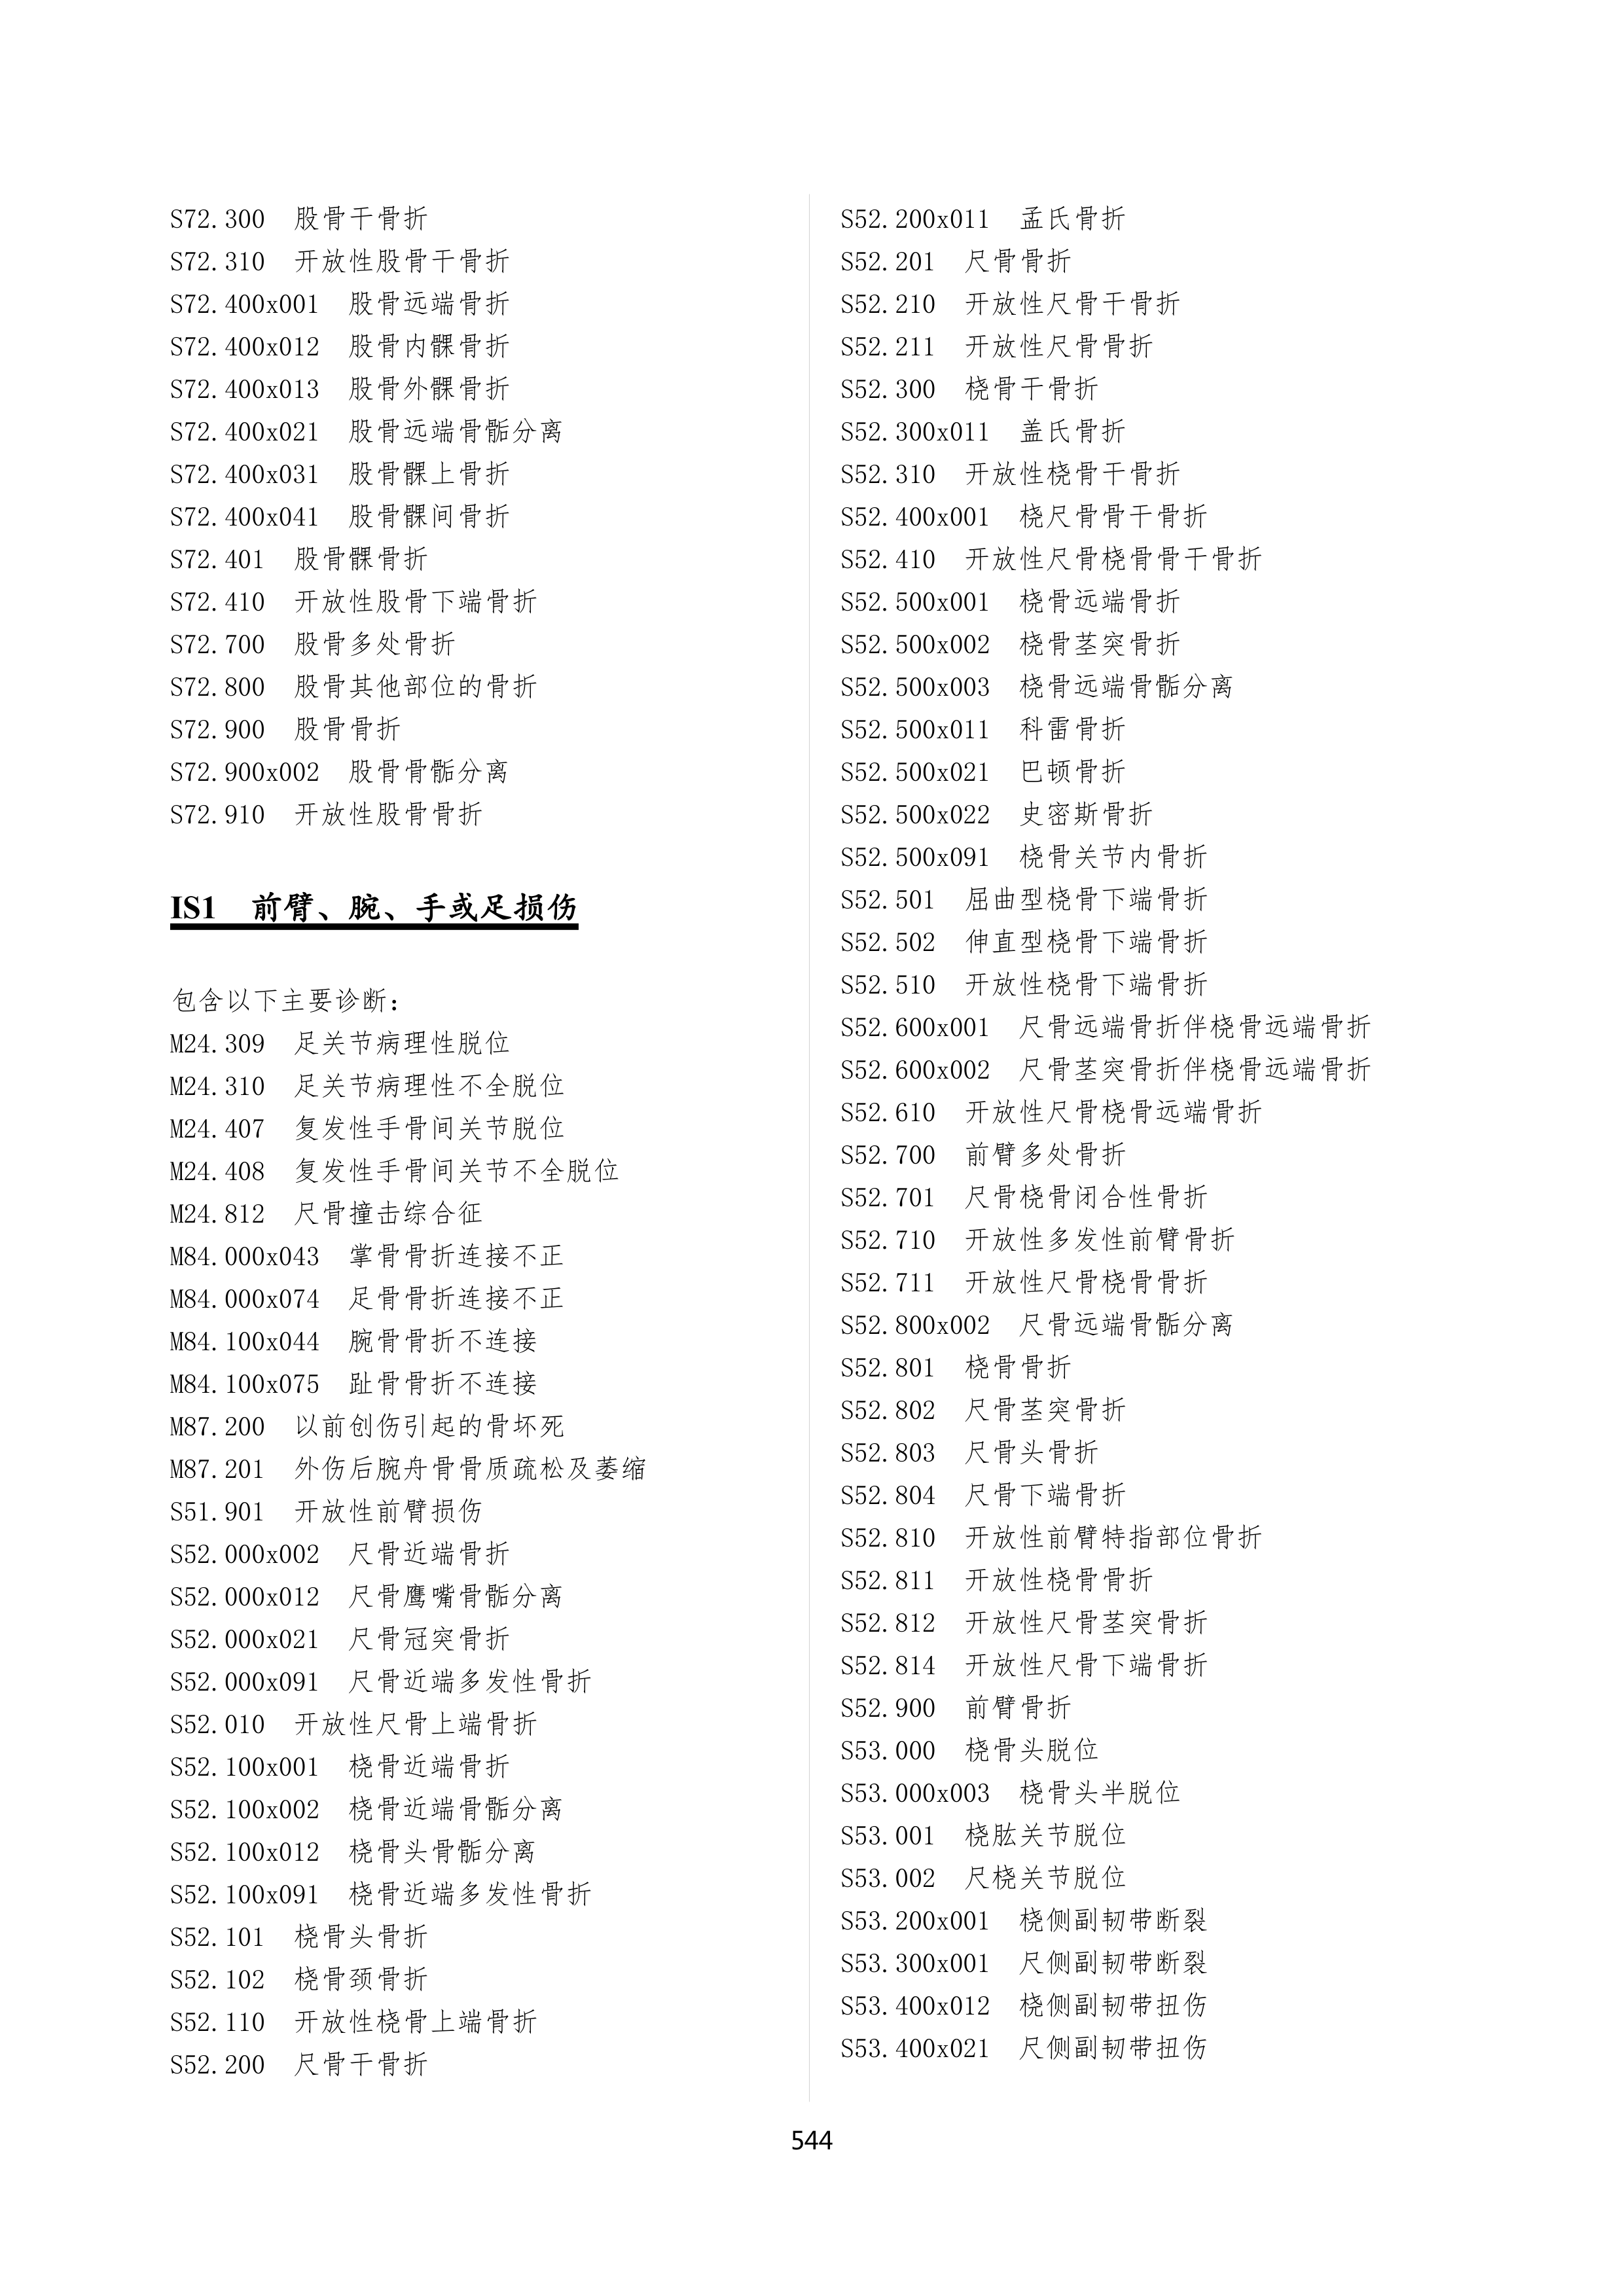 S72.300 股骨干骨折
S72.310 开放性股骨干骨折
S72.400x001 股骨远端骨折
S72.400x012 股骨内髁骨折
S72.400x013 股骨外髁骨折
S72.400x021 股骨远端骨骺分离
S72.400x031 股骨髁上骨折
S72.400x041 股骨髁间骨折
S72.401 股骨髁骨折
S72.410 开放性股骨下端骨折
S72.700 股骨多处骨折
S72.800 股骨其他部位的骨折
S72.900 股骨骨折
S72.900x002 股骨骨骺分离
S72.910 开放性股骨骨折
IS1 前臂、腕、手或足损伤
包含以下主要诊断：
M24.309 足关节病理性脱位
M24.310 足关节病理性不全脱位
M24.407 复发性手骨间关节脱位
M24.408 复发性手骨间关节不全脱位
M24.812 尺骨撞击综合征
M84.000x043 掌骨骨折连接不正
M84.000x074 足骨骨折连接不正
M84.100x044 腕骨骨折不连接
M84.100x075 趾骨骨折不连接
M87.200 以前创伤引起的骨坏死
M87.201 外伤后腕舟骨骨质疏松及萎缩
S51.901 开放性前臂损伤
S52.000x002 尺骨近端骨折
S52.000x012 尺骨鹰嘴骨骺分离
S52.000x021 尺骨冠突骨折
S52.000x091 尺骨近端多发性骨折
S52.010 开放性尺骨上端骨折
S52.100x001 桡骨近端骨折
S52.100x002 桡骨近端骨骺分离
S52.100x012 桡骨头骨骺分离
S52.100x091 桡骨近端多发性骨折
S52.101 桡骨头骨折
S52.102 桡骨颈骨折
S52.110 开放性桡骨上端骨折
S52.200 尺骨干骨折
S52.200x011 孟氏骨折
S52.201 尺骨骨折
S52.210 开放性尺骨干骨折
S52.211 开放性尺骨骨折
S52.300 桡骨干骨折
S52.300x011 盖氏骨折
S52.310 开放性桡骨干骨折
S52.400x001 桡尺骨骨干骨折
S52.410 开放性尺骨桡骨骨干骨折
S52.500x001 桡骨远端骨折
S52.500x002 桡骨茎突骨折
S52.500x003 桡骨远端骨骺分离
S52.500x011 科雷骨折
S52.500x021 巴顿骨折
S52.500x022 史密斯骨折
S52.500x091 桡骨关节内骨折
S52.501 屈曲型桡骨下端骨折
S52.502 伸直型桡骨下端骨折
S52.510 开放性桡骨下端骨折
S52.600x001 尺骨远端骨折伴桡骨远端骨折
S52.600x002 尺骨茎突骨折伴桡骨远端骨折
S52.610 开放性尺骨桡骨远端骨折
S52.700 前臂多处骨折
S52.701 尺骨桡骨闭合性骨折
S52.710 开放性多发性前臂骨折
S52.711 开放性尺骨桡骨骨折
S52.800x002 尺骨远端骨骺分离
S52.801 桡骨骨折
S52.802 尺骨茎突骨折
S52.803 尺骨头骨折
S52.804 尺骨下端骨折
S52.810 开放性前臂特指部位骨折
S52.811 开放性桡骨骨折
S52.812 开放性尺骨茎突骨折
S52.814 开放性尺骨下端骨折
S52.900 前臂骨折
S53.000 桡骨头脱位
S53.000x003 桡骨头半脱位
S53.001 桡肱关节脱位
S53.002 尺桡关节脱位
S53.200x001 桡侧副韧带断裂
S53.300x001 尺侧副韧带断裂
S53.400x012 桡侧副韧带扭伤
S53.400x021 尺侧副韧带扭伤
544